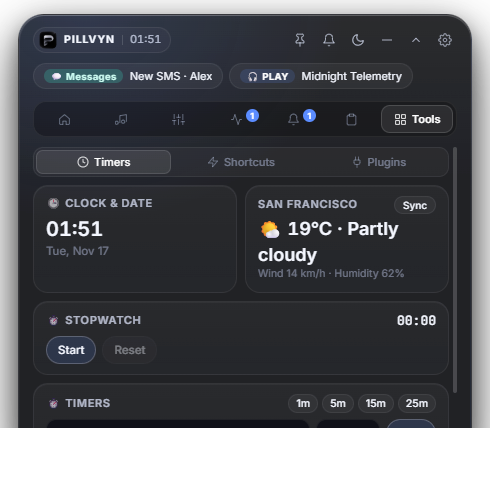 PILLVYN 01:51
Messages New SMS · Alex
PLAY Midnight Telemetry
1
1
Tools
Timers
Shortcuts
Plugins
CLOCK & DATE
01:51
Tue, Nov 17
SAN FRANCISCO
Sync
19°C · Partly
cloudy
Wind 14 km/h · Humidity 62%
STOPWATCH
00:00
Start
Reset
TIMERS
1m
5m
15m
25m